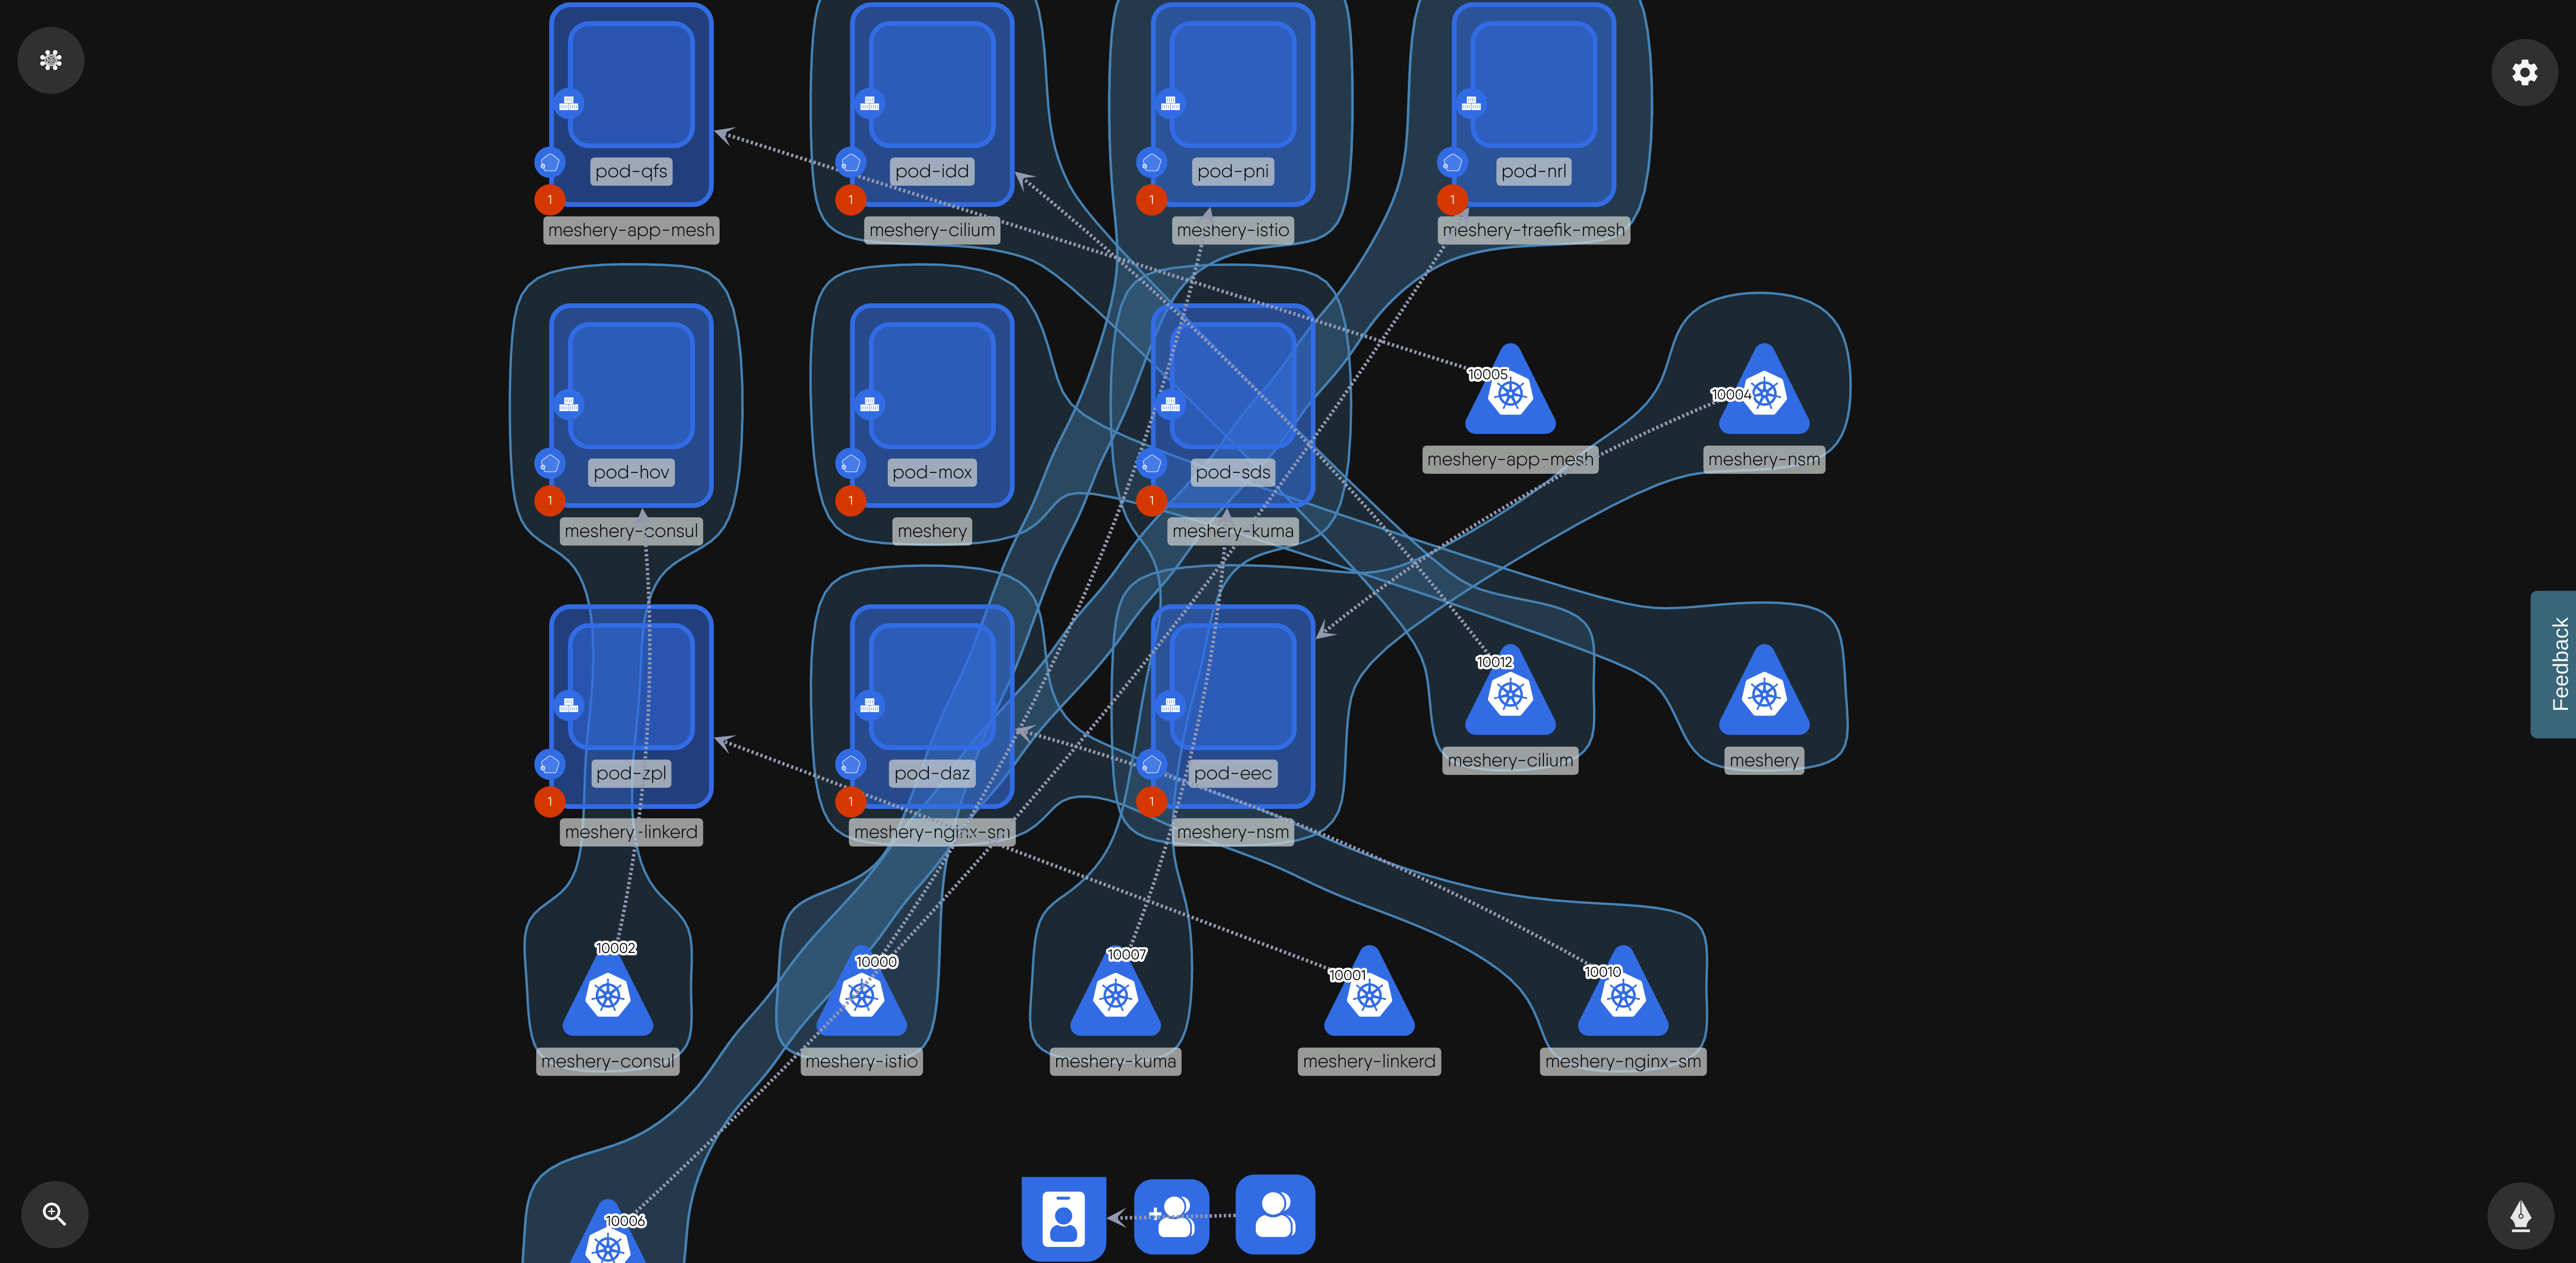 pod-qfs
pod-idd
pod-pni
pod-nrl
1
1
1
1
meshery-app-mesh
meshery-cilium
meshery-istio
meshery-traefik-mesh
10005
10004
meshery-app-mesh
meshery-nsm
pod-hov
pod-mox
pod-sds
1
1
1
meshery-consul
meshery
meshery-kuma
Feedback
10012
meshery-cilium
meshery
pod-zpl
pod-daz
pod-eec
1
1
1
meshery-linkerd
meshery-nginx-sm
meshery-nsm
10002
10000
10007
10001
10010
meshery-consul
meshery-istio
meshery-kuma
meshery-linkerd
meshery-nginx-sm
10006